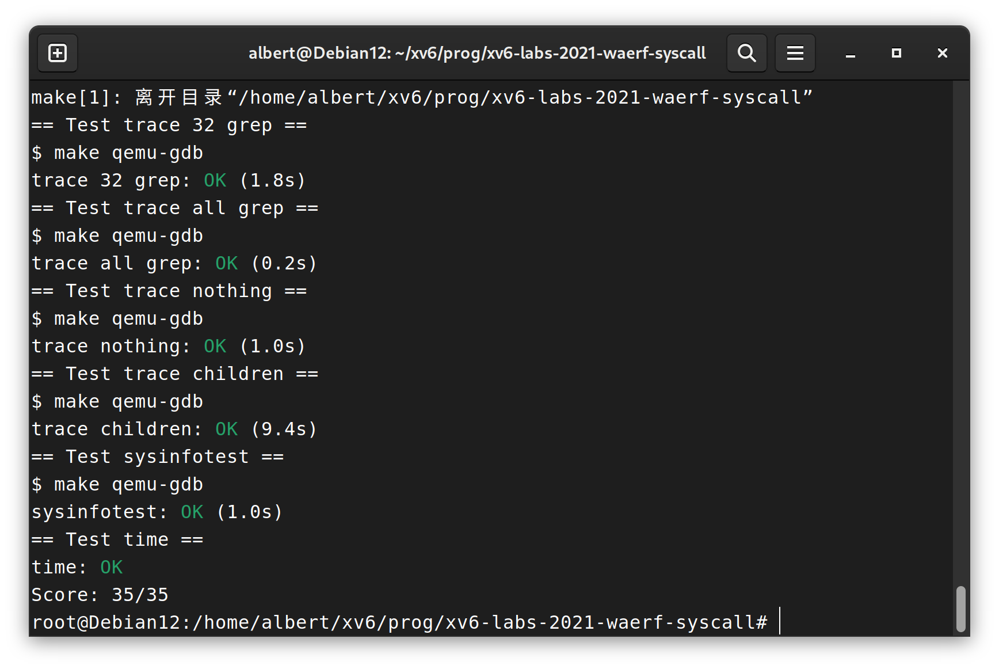 albert@Debian12: ~/xv6/prog/xv6-labs-2021-waerf-syscall
make[1]: 离开目录“/home/albert/xv6/prog/xv6-labs-2021-waerf-syscall”
== Test trace 32 grep ==
$ make qemu-gdb
trace 32 grep: OK (1.8s)
== Test trace all grep ==
$ make qemu-gdb
trace all grep: OK (0.2s)
== Test trace nothing ==
$ make qemu-gdb
trace nothing: OK (1.0s)
== Test trace children ==
$ make qemu-gdb
trace children: OK (9.4s)
== Test sysinfotest ==
$ make qemu-gdb
sysinfotest: OK (1.0s)
== Test time ==
time: OK
Score: 35/35
root@Debian12:/home/albert/xv6/prog/xv6-labs-2021-waerf-syscall#